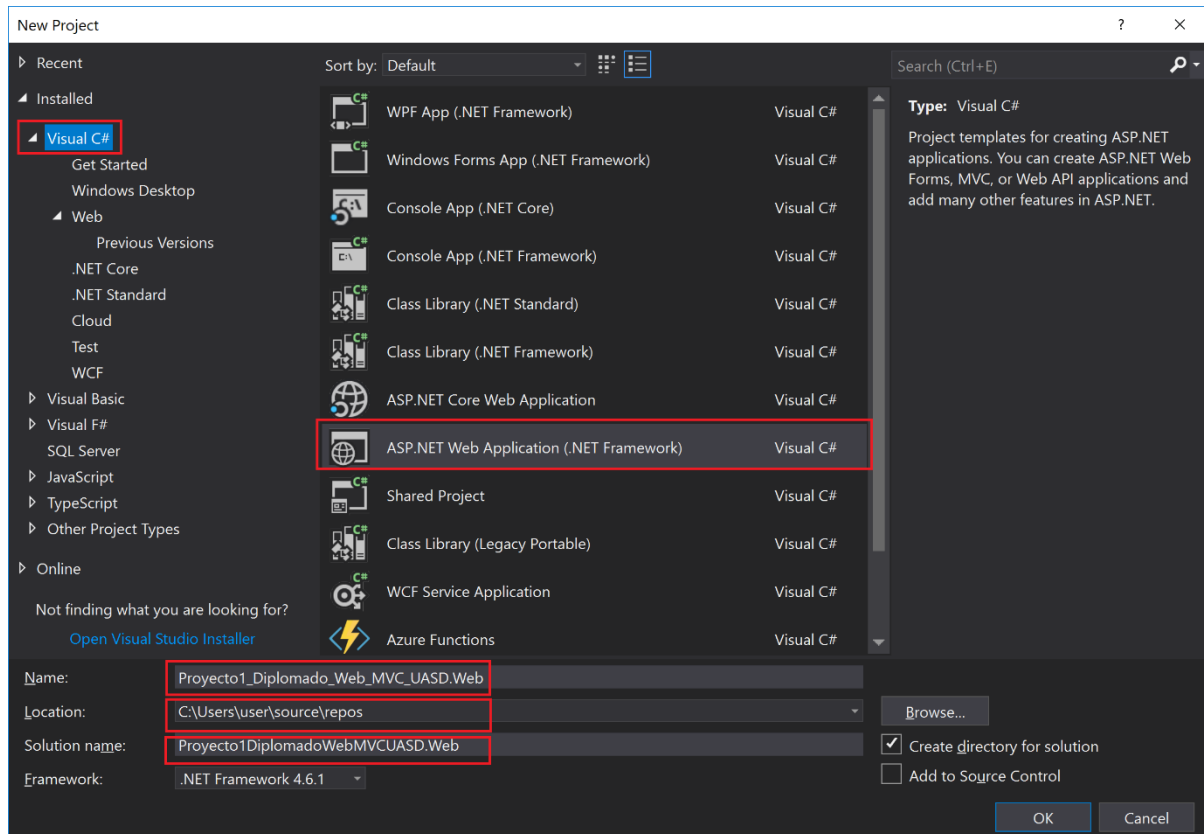 New Project
?
Recent
Installed
Visual C#
Get Started
Windows Desktop
Web
Previous Versions
.NET Core
.NET Standard
Cloud
Test
WCF
Visual Basic
Visual F#
SQL Server
JavaScript
TypeScript
Other Project Types
Online
Not finding what you are looking for?
Open Visual Studio Installer
Sort by: Default
WPF App (.NET Framework) Visual C#
Windows Forms App (.NET Framework) Visual C#
Console App (.NET Core) Visual C#
Console App (.NET Framework) Visual C#
Class Library (.NET Standard) Visual C#
Class Library (.NET Framework) Visual C#
ASP.NET Core Web Application Visual C#
ASP.NET Web Application (.NET Framework) Visual C#
Shared Project Visual C#
Class Library (Legacy Portable) Visual C#
WCF Service Application Visual C#
Azure Functions Visual C#
Search (Ctrl+E)
Type: Visual C#
Project templates for creating ASP.NET
applications. You can create ASP.NET Web
Forms, MVC, or Web API applications and
add many other features in ASP.NET.
Name: Proyecto1_Diplomado_Web_MVC_UASD.Web
Location: C:\Users\user\source\repos
Browse...
Solution name: Proyecto1DiplomadoWebMVCUASD.Web
Create directory for solution
Framework: .NET Framework 4.6.1
Add to Source Control
OK Cancel